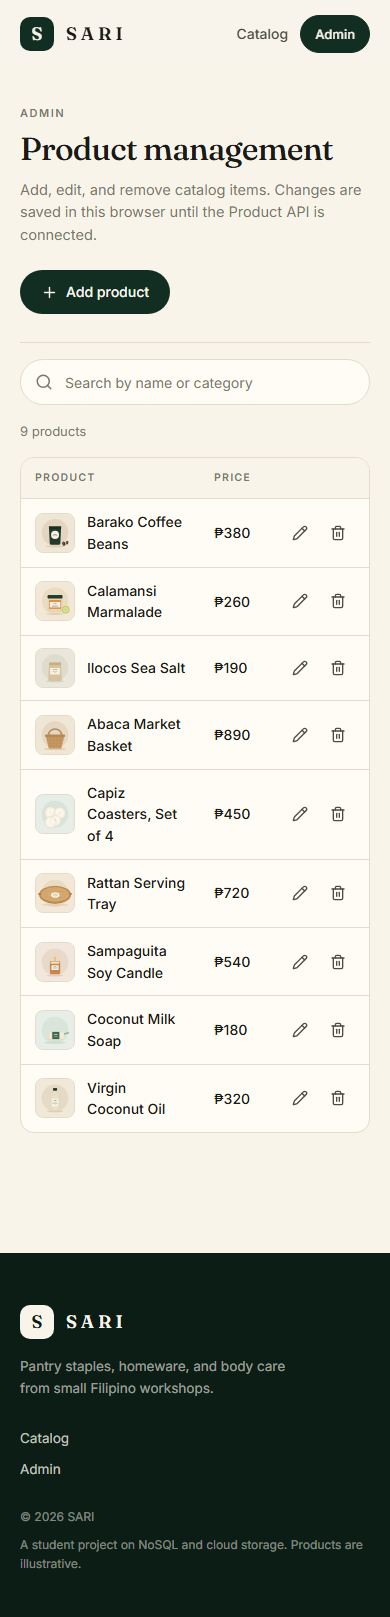 S SARI Catalog Admin
ADMIN
Product management
Add, edit, and remove catalog items. Changes are
saved in this browser until the Product API is
connected.
+ Add product
Search by name or category
9 products
PRODUCT PRICE
Barako Coffee
Beans
₱380
Calamansi
Marmalade
₱260
Ilocos Sea Salt ₱190
Abaca Market
Basket
₱890
Capiz
Coasters, Set
of 4
₱450
Rattan Serving
Tray
₱720
Sampaguita
Soy Candle
₱540
Coconut Milk
Soap
₱180
Virgin
Coconut Oil
₱320
S SARI
Pantry staples, homeware, and body care
from small Filipino workshops.
Catalog
Admin
© 2026 SARI
A student project on NoSQL and cloud storage. Products are
illustrative.